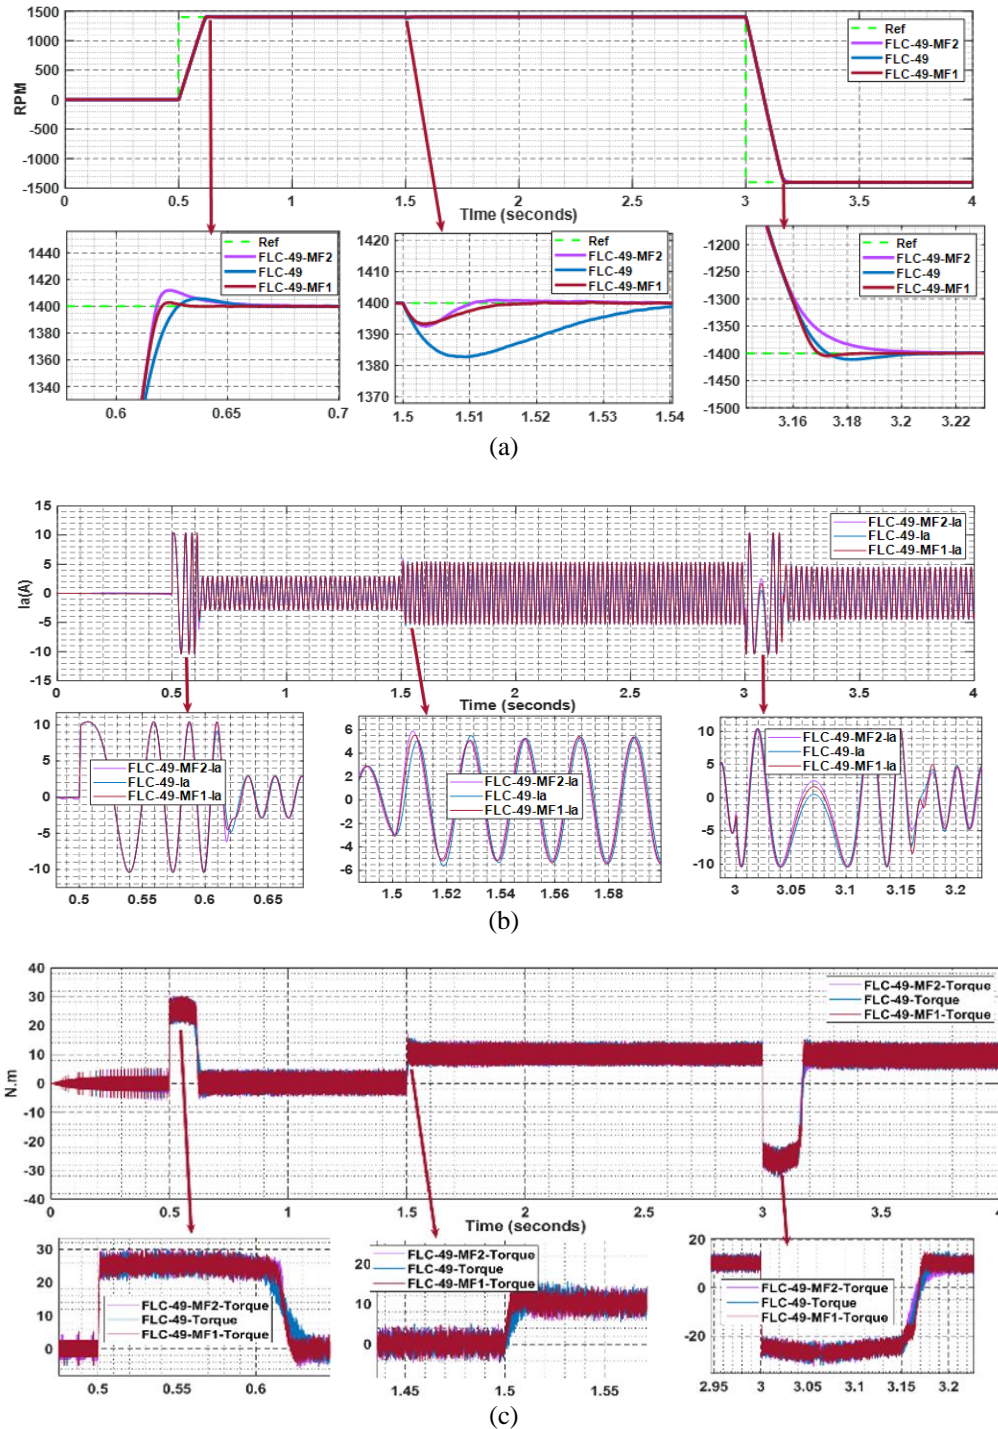 1500
1000
500
0
-500
-1000
-1500
RPM
Ref
FLC-49-MF2
FLC-49
FLC-49-MF1
0 0.5 1 1.5 2 2.5 3 3.5 4
Time (seconds)
1440
1420
1400
1380
1360
1340
Ref
FLC-49-MF2
FLC-49
FLC-49-MF1
0.6 0.65 0.7
1420
1410
1400
1390
1380
1370
Ref
FLC-49-MF2
FLC-49
FLC-49-MF1
1.5 1.51 1.52 1.53 1.54
-1200
-1250
-1300
-1350
-1400
-1450
-1500
Ref
FLC-49-MF2
FLC-49
FLC-49-MF1
3.16 3.18 3.2 3.22
(a)
15
10
5
0
-5
-10
-15
Ia(A)
FLC-49-MF2-Ia
FLC-49-Ia
FLC-49-MF1-Ia
0 0.5 1 1.5 2 2.5 3 3.5 4
Time (seconds)
10
5
0
-5
-10
FLC-49-MF2-Ia
FLC-49-Ia
FLC-49-MF1-Ia
0.5 0.55 0.6 0.65
6
4
2
0
-2
-4
-6
FLC-49-MF2-Ia
FLC-49-Ia
FLC-49-MF1-Ia
1.5 1.52 1.54 1.56 1.58
10
5
0
-5
-10
FLC-49-MF2-Ia
FLC-49-Ia
FLC-49-MF1-Ia
3 3.05 3.1 3.15 3.2
(b)
40
30
20
10
0
-10
-20
-30
-40
N.m
FLC-49-MF2-Torque
FLC-49-Torque
FLC-49-MF1-Torque
0 0.5 1 1.5 2 2.5 3 3.5 4
Time (seconds)
30
20
10
0
FLC-49-MF2-Torque
FLC-49-Torque
FLC-49-MF1-Torque
0.5 0.55 0.6
20
10
0
FLC-49-MF2-Torque
FLC-49-Torque
FLC-49-MF1-Torque
1.45 1.5 1.55
20
0
-20
FLC-49-MF2-Torque
FLC-49-Torque
FLC-49-MF1-Torque
2.95 3 3.05 3.1 3.15 3.2
(c)